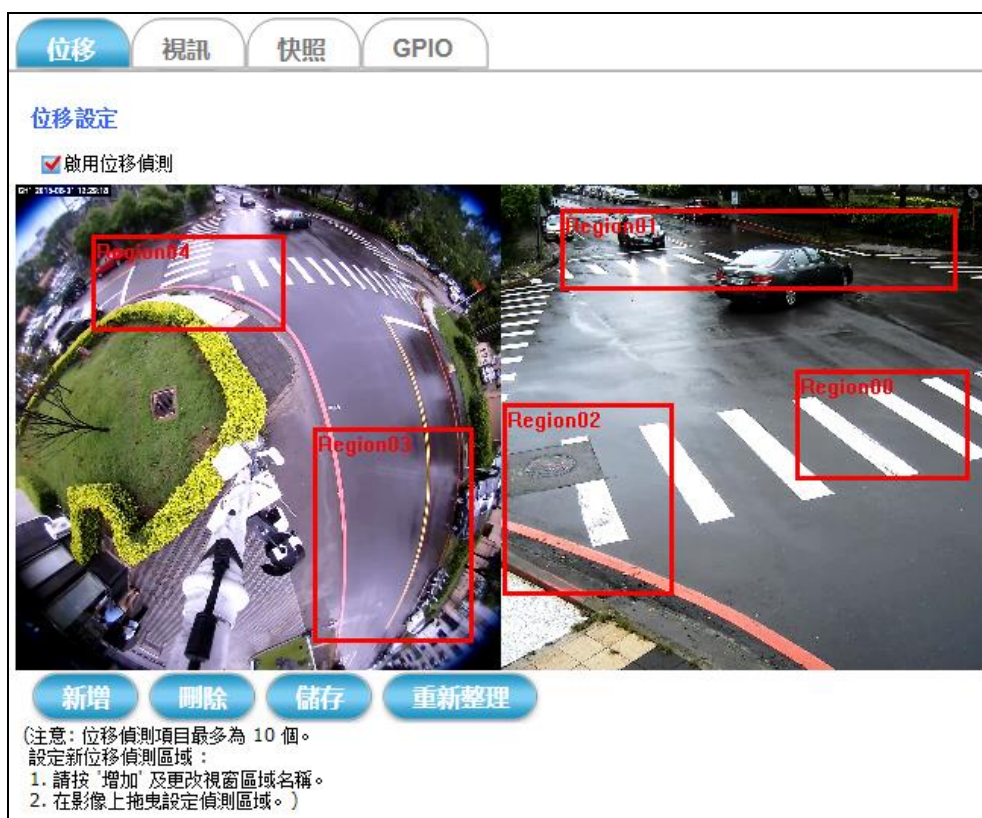 位移 視訊 快照 GPIO
位移設定
啟用位移偵測
Region04
Region03
Region01
Region00
Region02
新增 刪除 儲存 重新整理
(注意: 位移偵測項目最多為 10 個。
設定新位移偵測區域：
1. 請按 '增加' 及更改視窗區域名稱。
2. 在影像上拖曳設定偵測區域。)